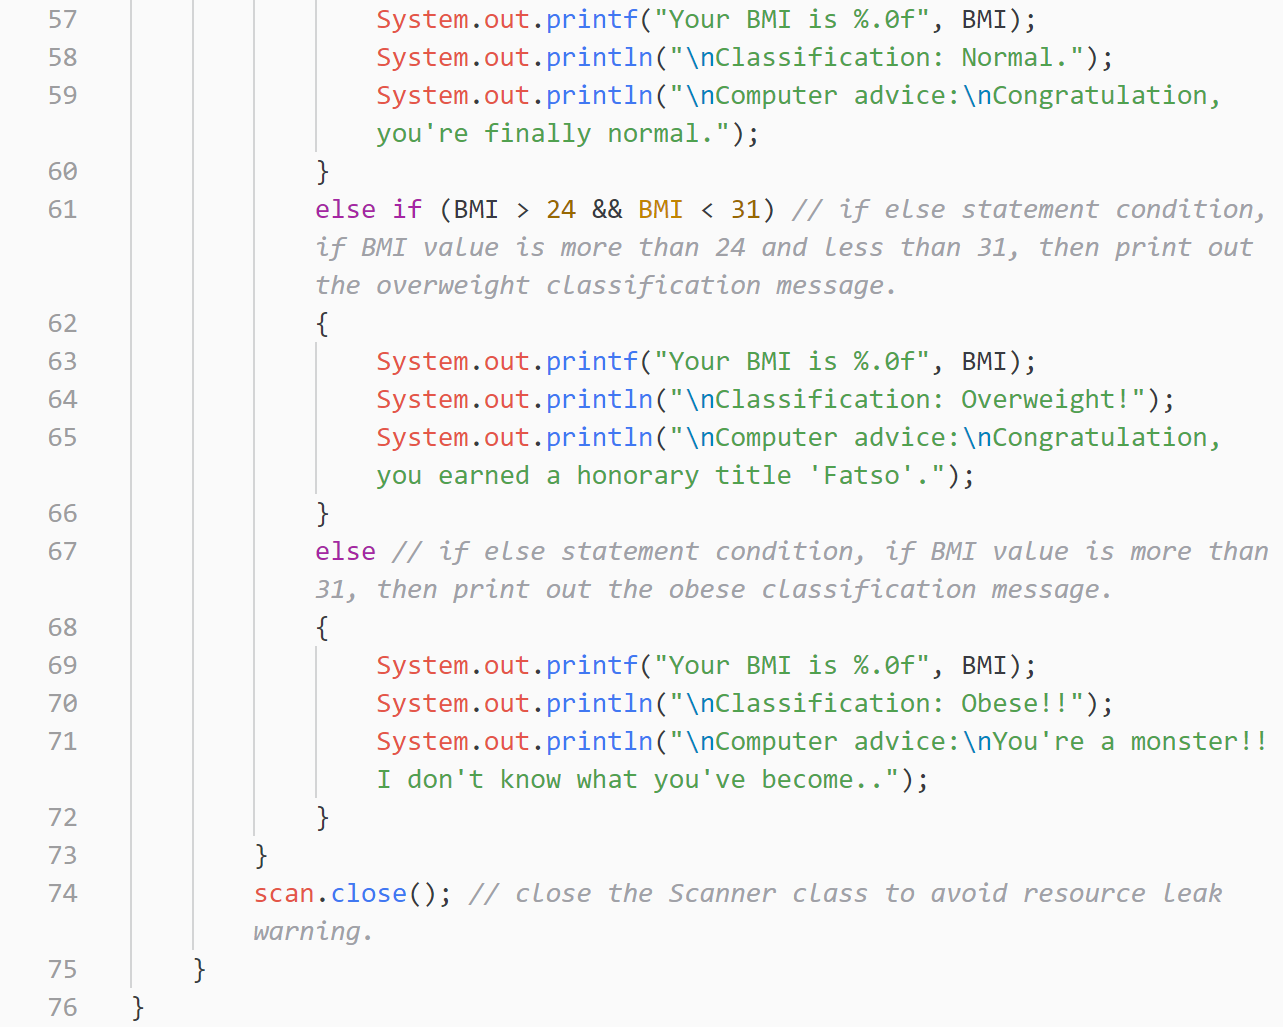 57 System.out.printf("Your BMI is %.0f", BMI);
58 System.out.println("\nClassification: Normal.");
59 System.out.println("\nComputer advice:\nCongratulation,
you're finally normal.");
60 }
61 else if (BMI > 24 && BMI < 31) // if else statement condition,
if BMI value is more than 24 and less than 31, then print out
the overweight classification message.
62 {
63 System.out.printf("Your BMI is %.0f", BMI);
64 System.out.println("\nClassification: Overweight!");
65 System.out.println("\nComputer advice:\nCongratulation,
you earned a honorary title 'Fatso'.");
66 }
67 else // if else statement condition, if BMI value is more than
31, then print out the obese classification message.
68 {
69 System.out.printf("Your BMI is %.0f", BMI);
70 System.out.println("\nClassification: Obese!!");
71 System.out.println("\nComputer advice:\nYou're a monster!!
I don't know what you've become..");
72 }
73 }
74 scan.close(); // close the Scanner class to avoid resource leak
warning.
75 }
76 }